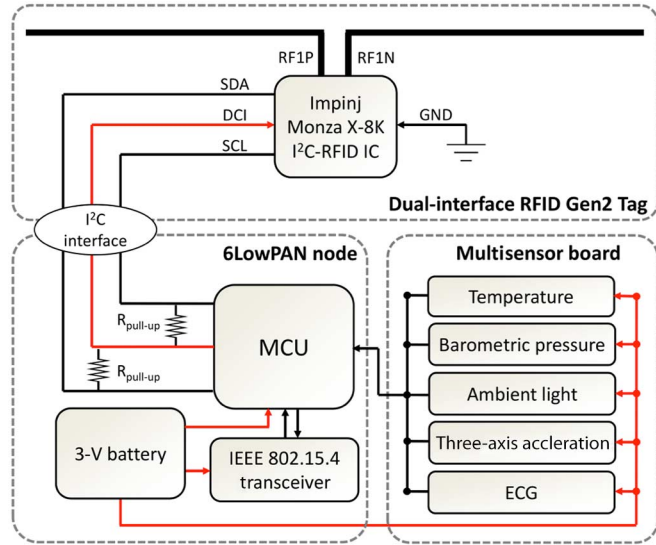 RF1P RF1N
SDA
DCI
SCL
Impinj
Monza X-8K
I²C-RFID IC
GND
Dual-interface RFID Gen2 Tag
I²C
interface
6LowPAN node
Rpull-up
Rpull-up
MCU
3-V battery
IEEE 802.15.4
transceiver
Multisensor board
Temperature
Barometric pressure
Ambient light
Three-axis accleration
ECG